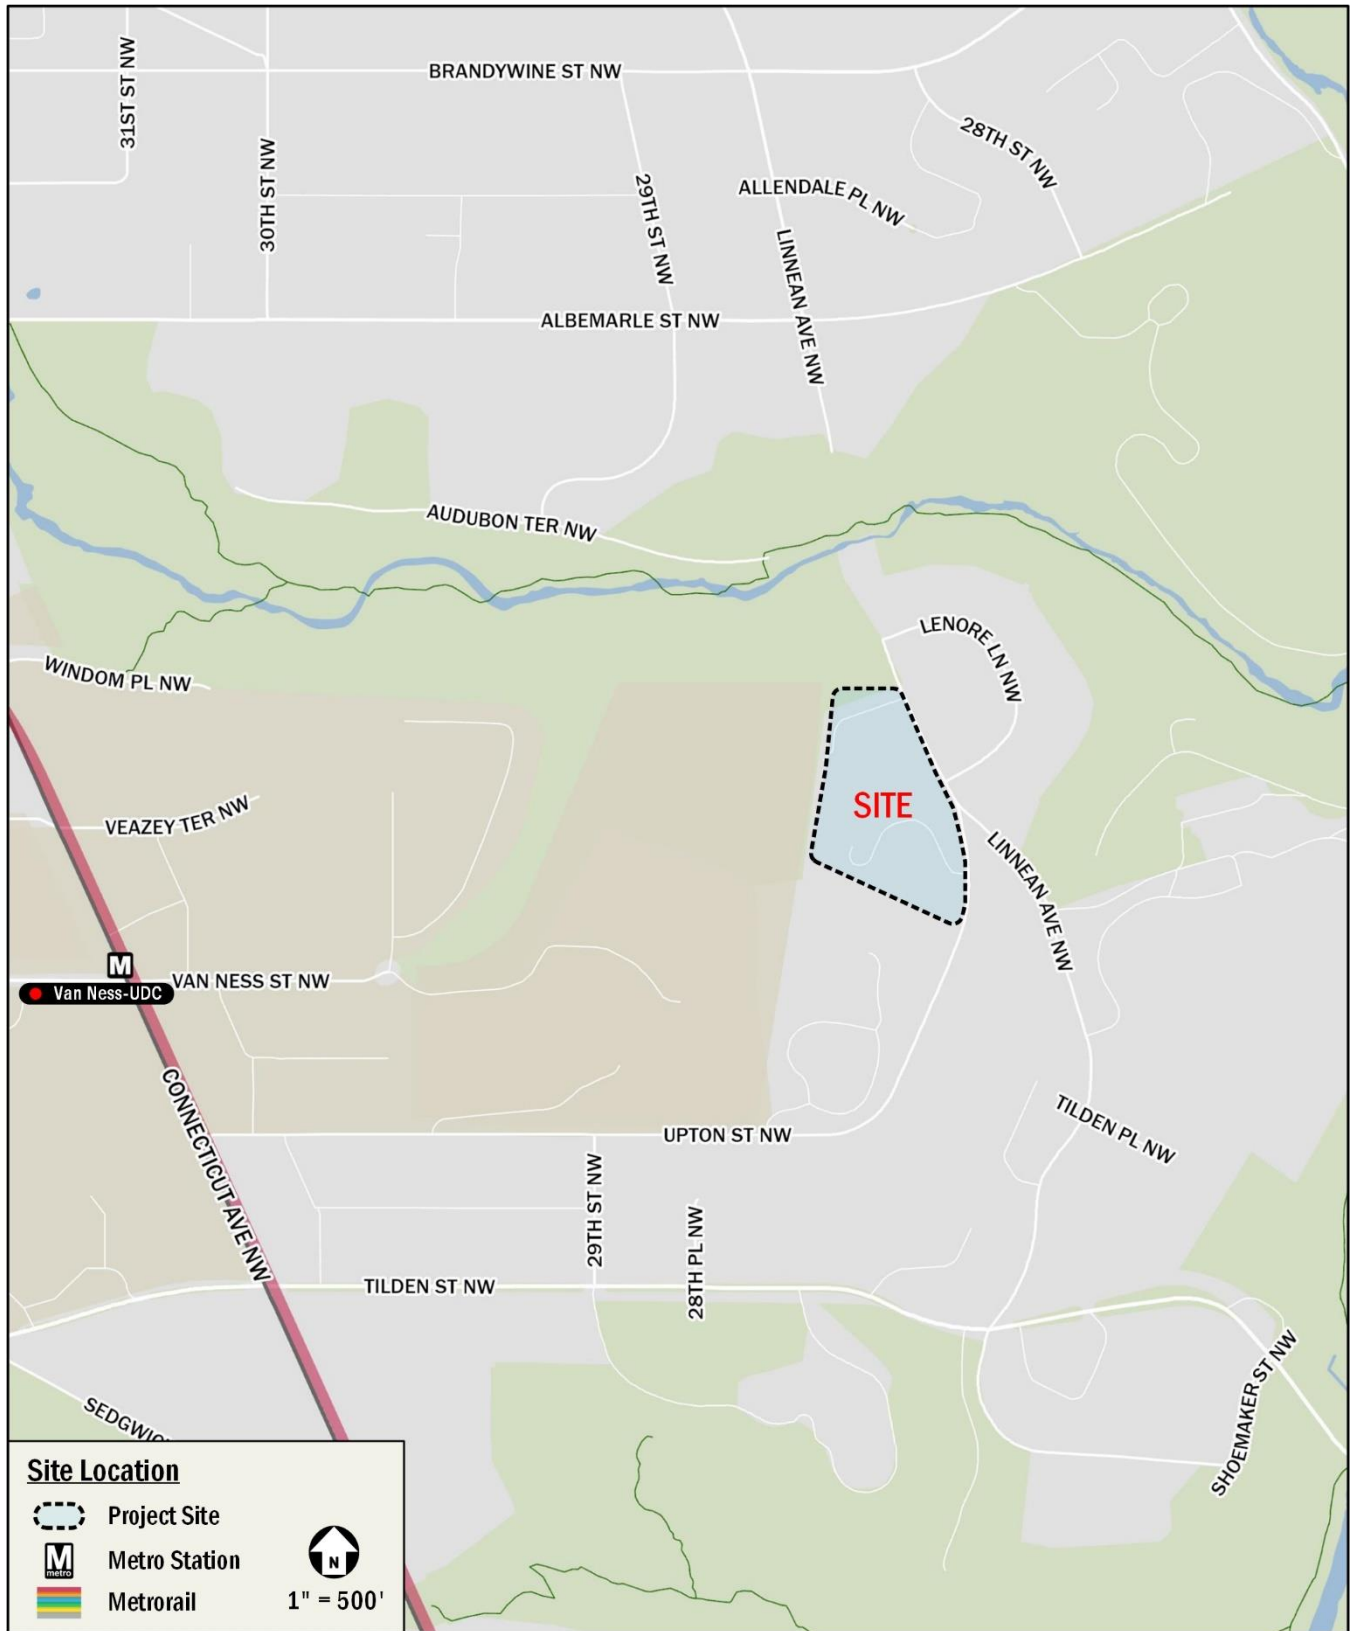 BRANDYWINE ST NW
31ST ST NW
30TH ST NW
28TH ST NW
29TH ST NW
ALLENDALE PL NW
LINNEAN AVE NW
ALBEMARLE ST NW
AUDUBON TER NW
LENORE LN NW
WINDOM PL NW
SITE
VEAZEY TER NW
LINNEAN AVE NW
M
VAN NESS ST NW
Van Ness-UDC
CONNECTICUT AVE NW
TILDEN PL NW
UPTON ST NW
29TH ST NW
28TH PL NW
TILDEN ST NW
SHOEMAKER ST NW
Site Location
Project Site
M
metro
Metro Station
N
Metrorail
1" = 500'